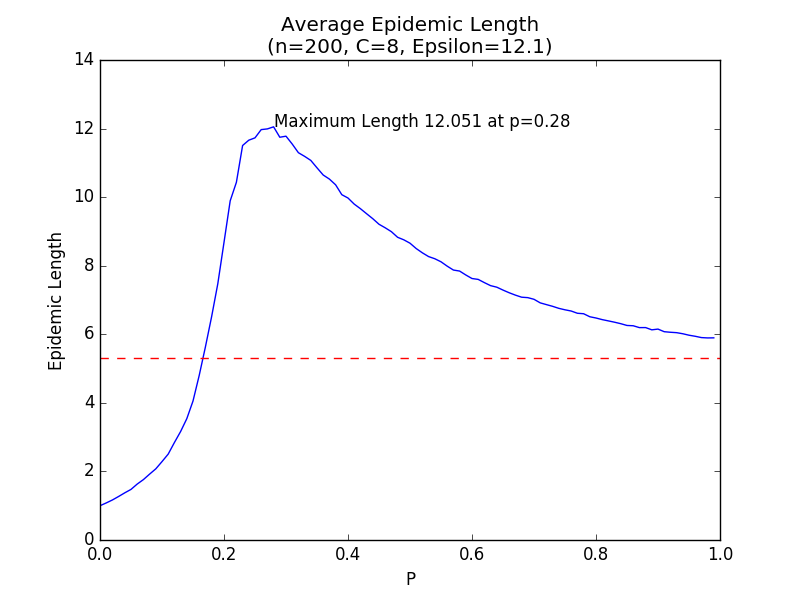 Average Epidemic Length
(n=200, C=8, Epsilon=12.1)
14
12
10
8
6
4
2
0
Epidemic Length
Maximum Length 12.051 at p=0.28
0.0 0.2 0.4 0.6 0.8 1.0
P